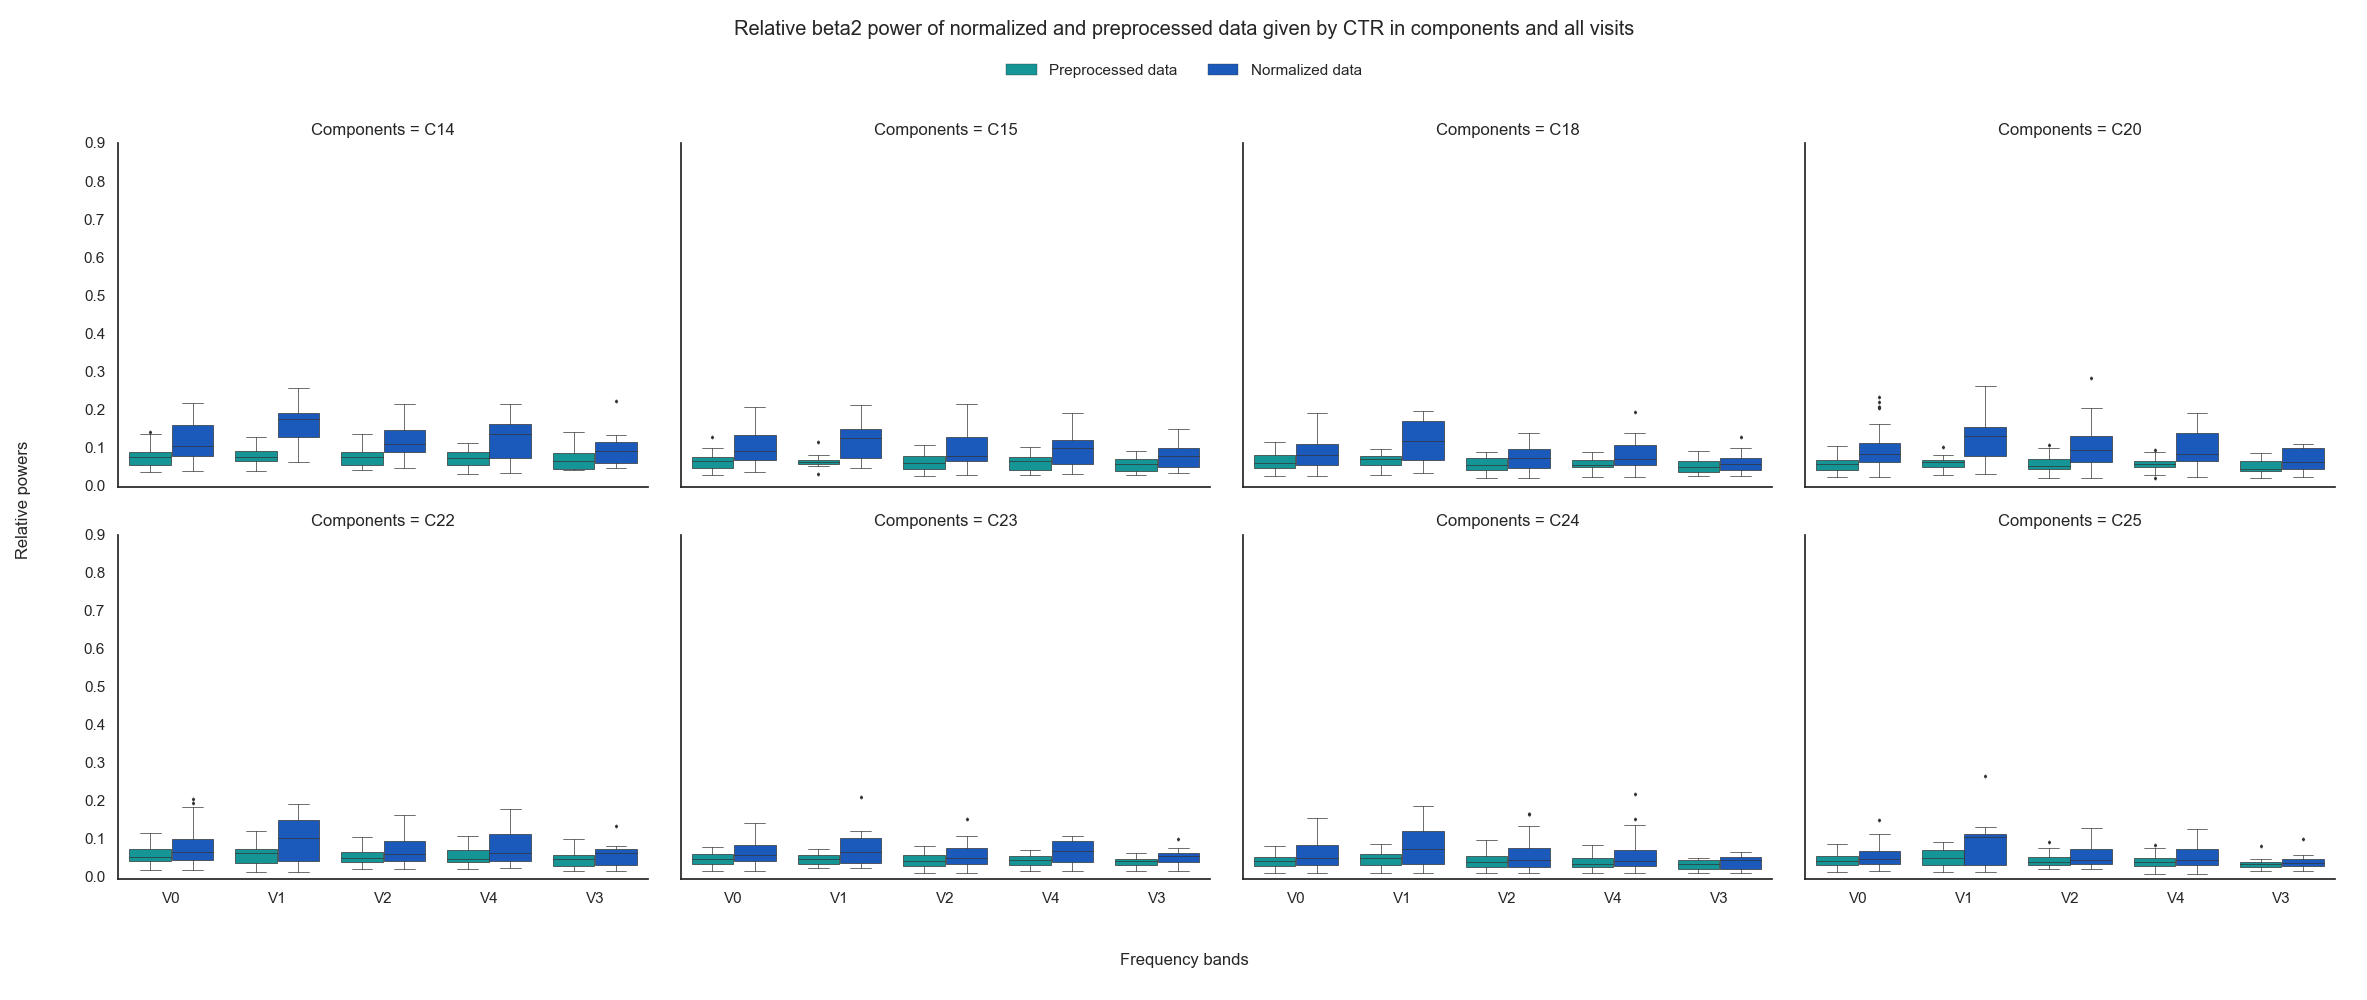 Relative beta2 power of normalized and preprocessed data given by CTR in components and all visits
Preprocessed data Normalized data
Components = C14 Components = C15 Components = C18 Components = C20
0.9
0.8
0.7
0.6
0.5
0.4
0.3
0.2
0.1
0.0
Relative powers
Components = C22 Components = C23 Components = C24 Components = C25
0.9
0.8
0.7
0.6
0.5
0.4
0.3
0.2
0.1
0.0
V0 V1 V2 V4 V3 V0 V1 V2 V4 V3 V0 V1 V2 V4 V3 V0 V1 V2 V4 V3
Frequency bands